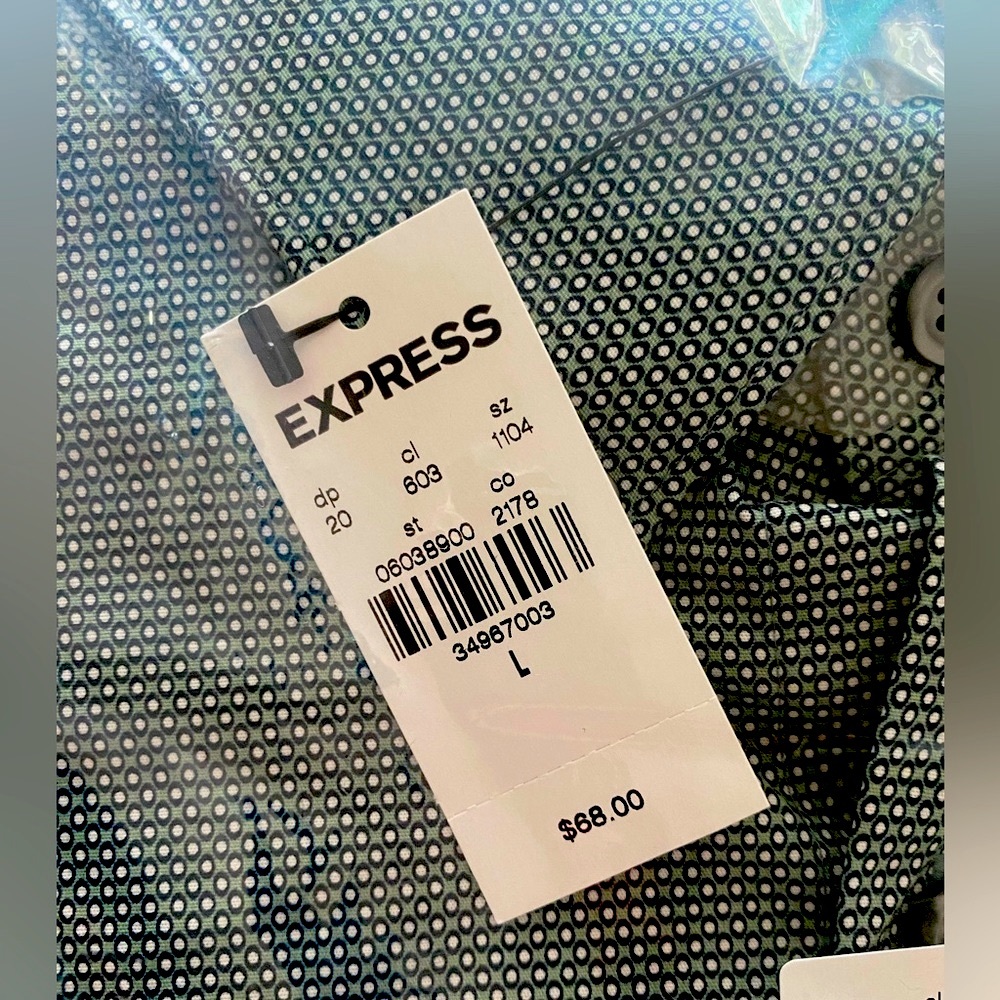 EXPRESS
dp cl sz
20 603 1104
st co
06038900 2178
34967003
L
$68.00